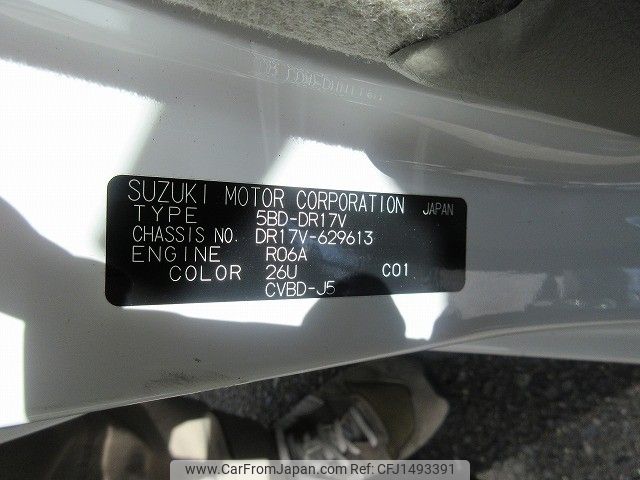 SUZUKI MOTOR CORPORATION JAPAN
TYPE 5BD-DR17V
CHASSIS NO. DR17V-629613
ENGINE R06A
COLOR 26U C01
CVBD-J5
www.CarFromJapan.com CFJ1493391